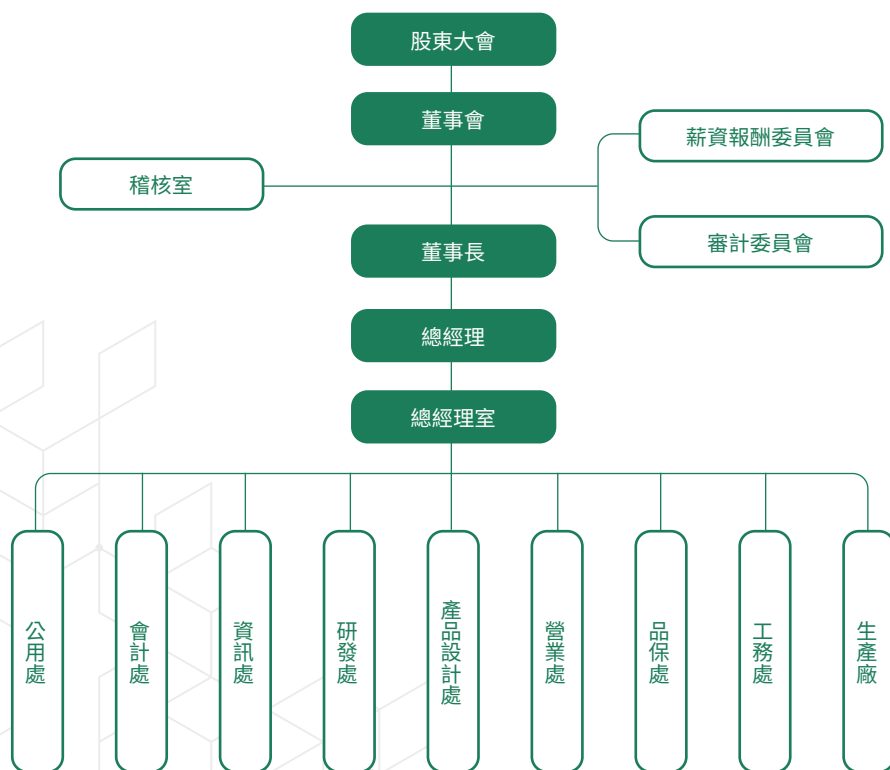 股東大會
董事會
薪資報酬委員會
稽核室
審計委員會
董事長
總經理
總經理室
公用處
會計處
資訊處
研發處
產品設計處
營業處
品保處
工務處
生產廠